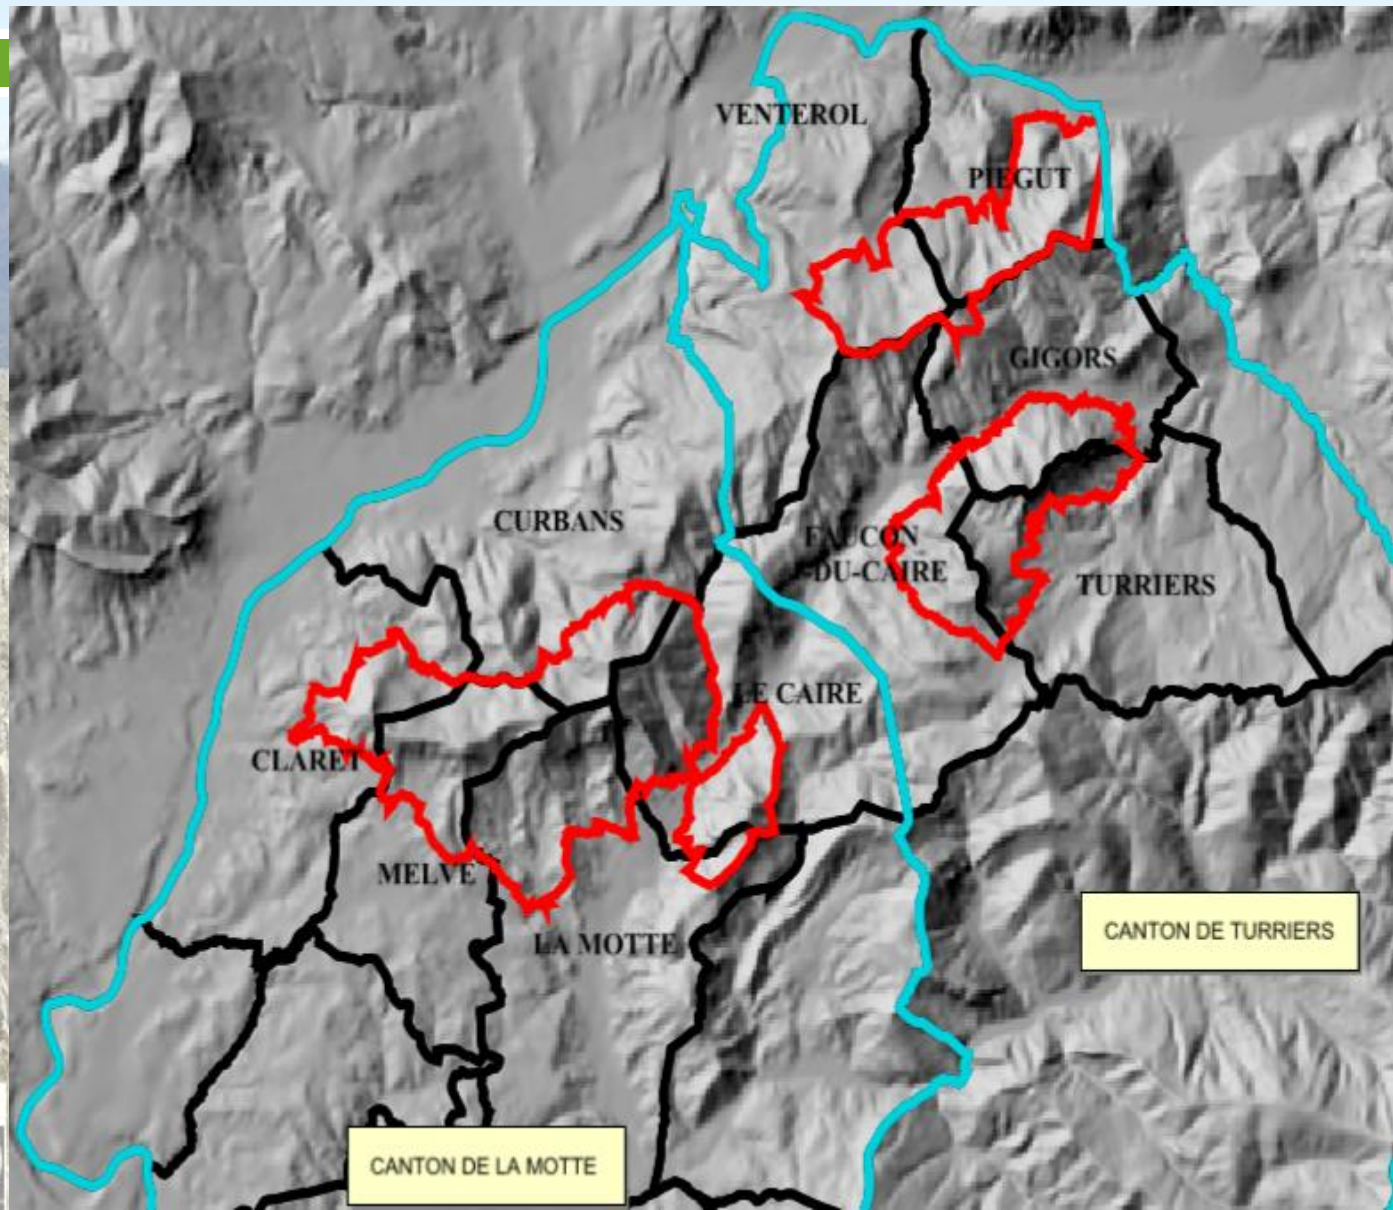 VENTEROL
PIEGUT
GIGORS
CURBANS
FAUCON
-DU-CAIRE
TURRIERS
LE CAIRE
CLARET
MELVE
LA MOTTE
CANTON DE TURRIERS
CANTON DE LA MOTTE